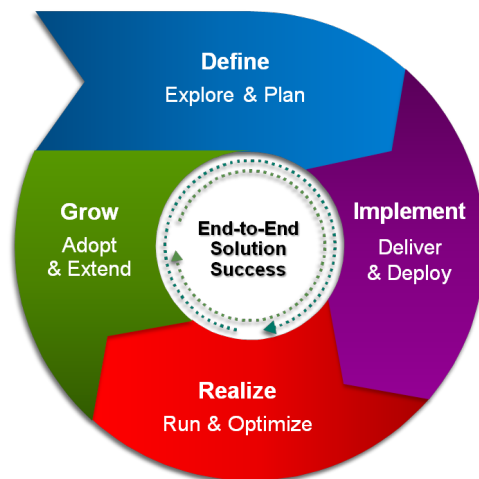 Define
Explore & Plan
Implement
Deliver
& Deploy
Realize
Run & Optimize
Grow
Adopt
& Extend
End-to-End
Solution
Success